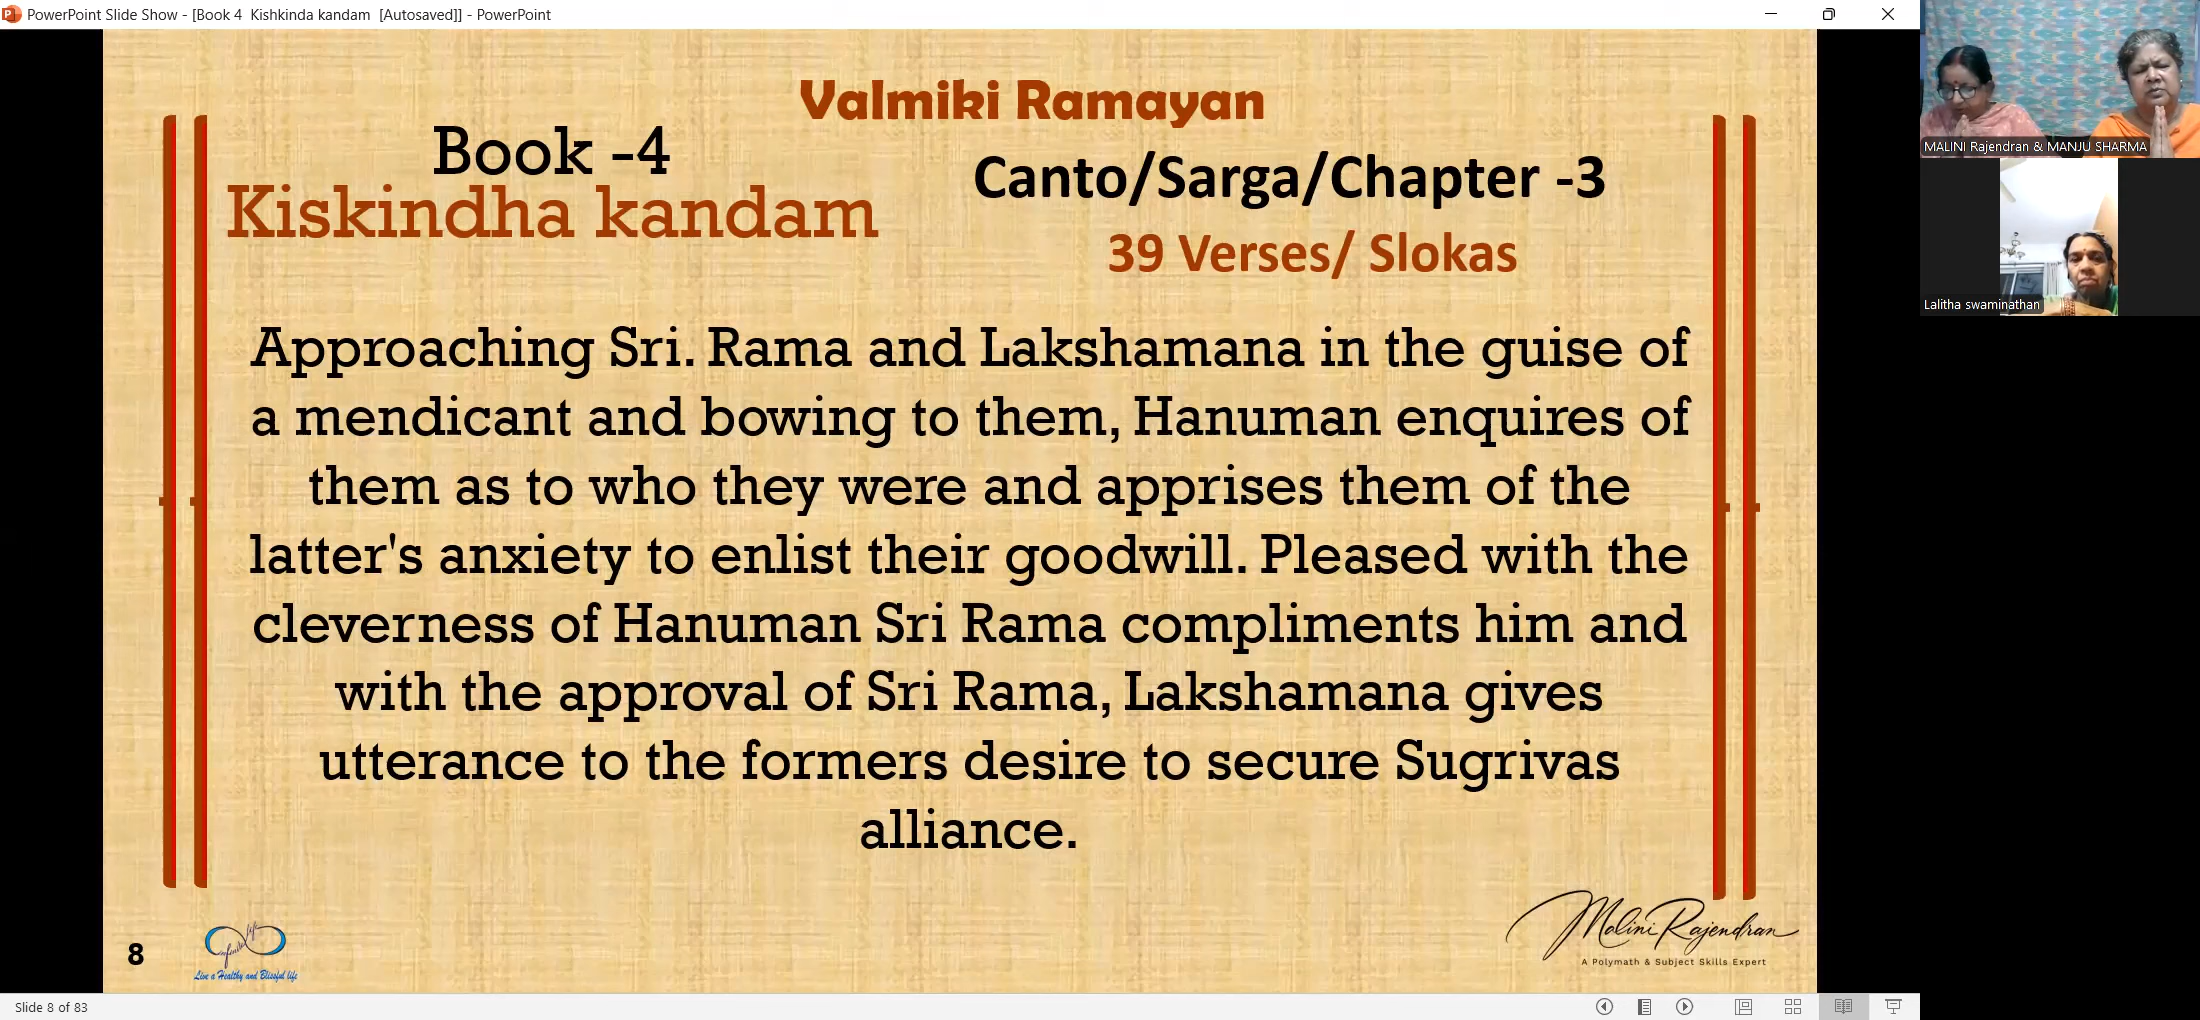 PowerPoint Slide Show - [Book 4  Kishkinda kandam  [Autosaved]] - PowerPoint
MALINI Rajendran & MANJU SHARMA
Lalitha swaminathan
Valmiki Ramayan
Book -4
Kiskindha kandam
Canto/Sarga/Chapter -3
39 Verses/ Slokas
Approaching Sri. Rama and Lakshamana in the guise of
a mendicant and bowing to them, Hanuman enquires of
them as to who they were and apprises them of the
latter's anxiety to enlist their goodwill. Pleased with the
cleverness of Hanuman Sri Rama compliments him and
with the approval of Sri Rama, Lakshamana gives
utterance to the formers desire to secure Sugrivas
alliance.
8
Live a Healthy and Blissful life
Malini Rajendran
A Polymath & Subject Skills Expert
Slide 8 of 83